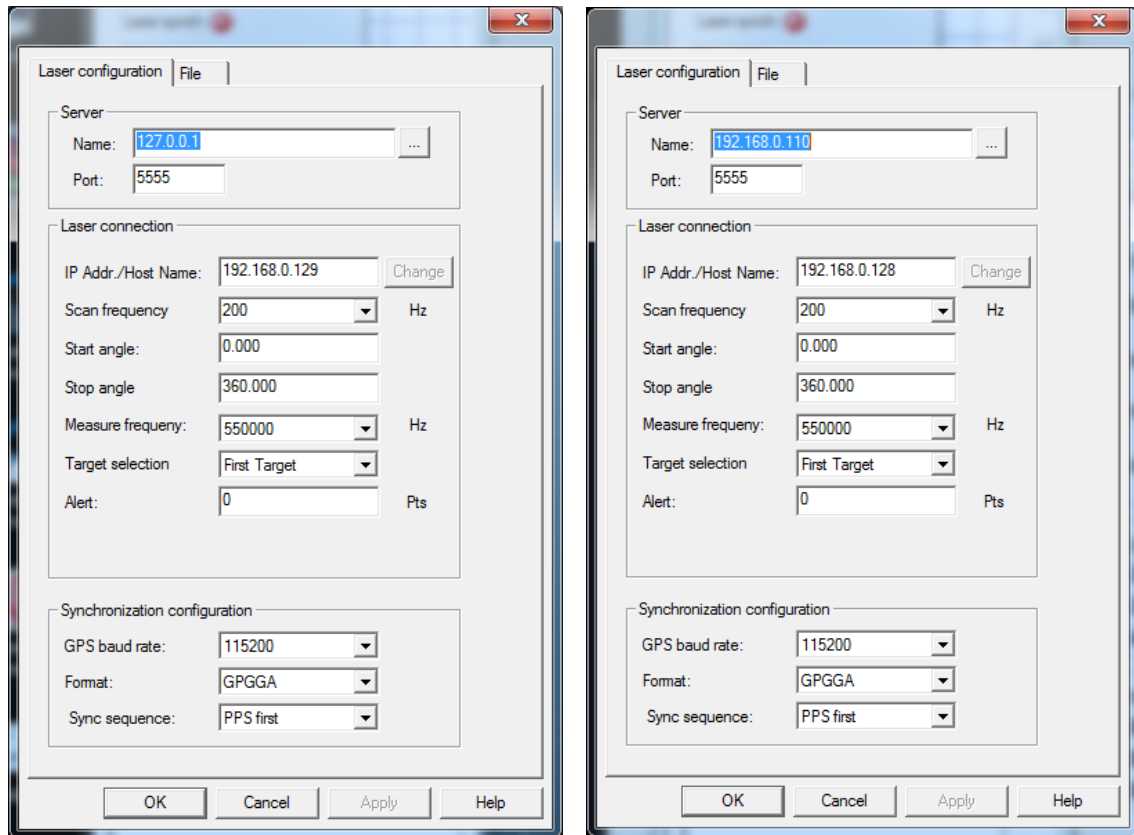 Laser synch
Laser configuration File
Server
Name: 127.0.0.1 ...
Port: 5555
Laser connection
IP Addr./Host Name: 192.168.0.129 Change
Scan frequency 200 Hz
Start angle: 0.000
Stop angle 360.000
Measure frequeny: 550000 Hz
Target selection First Target
Alert: 0 Pts
Synchronization configuration
GPS baud rate: 115200
Format: GPGGA
Sync sequence: PPS first
OK Cancel Apply Help
Laser synch
Laser configuration File
Server
Name: 192.168.0.110 ...
Port: 5555
Laser connection
IP Addr./Host Name: 192.168.0.128 Change
Scan frequency 200 Hz
Start angle: 0.000
Stop angle 360.000
Measure frequeny: 550000 Hz
Target selection First Target
Alert: 0 Pts
Synchronization configuration
GPS baud rate: 115200
Format: GPGGA
Sync sequence: PPS first
OK Cancel Apply Help